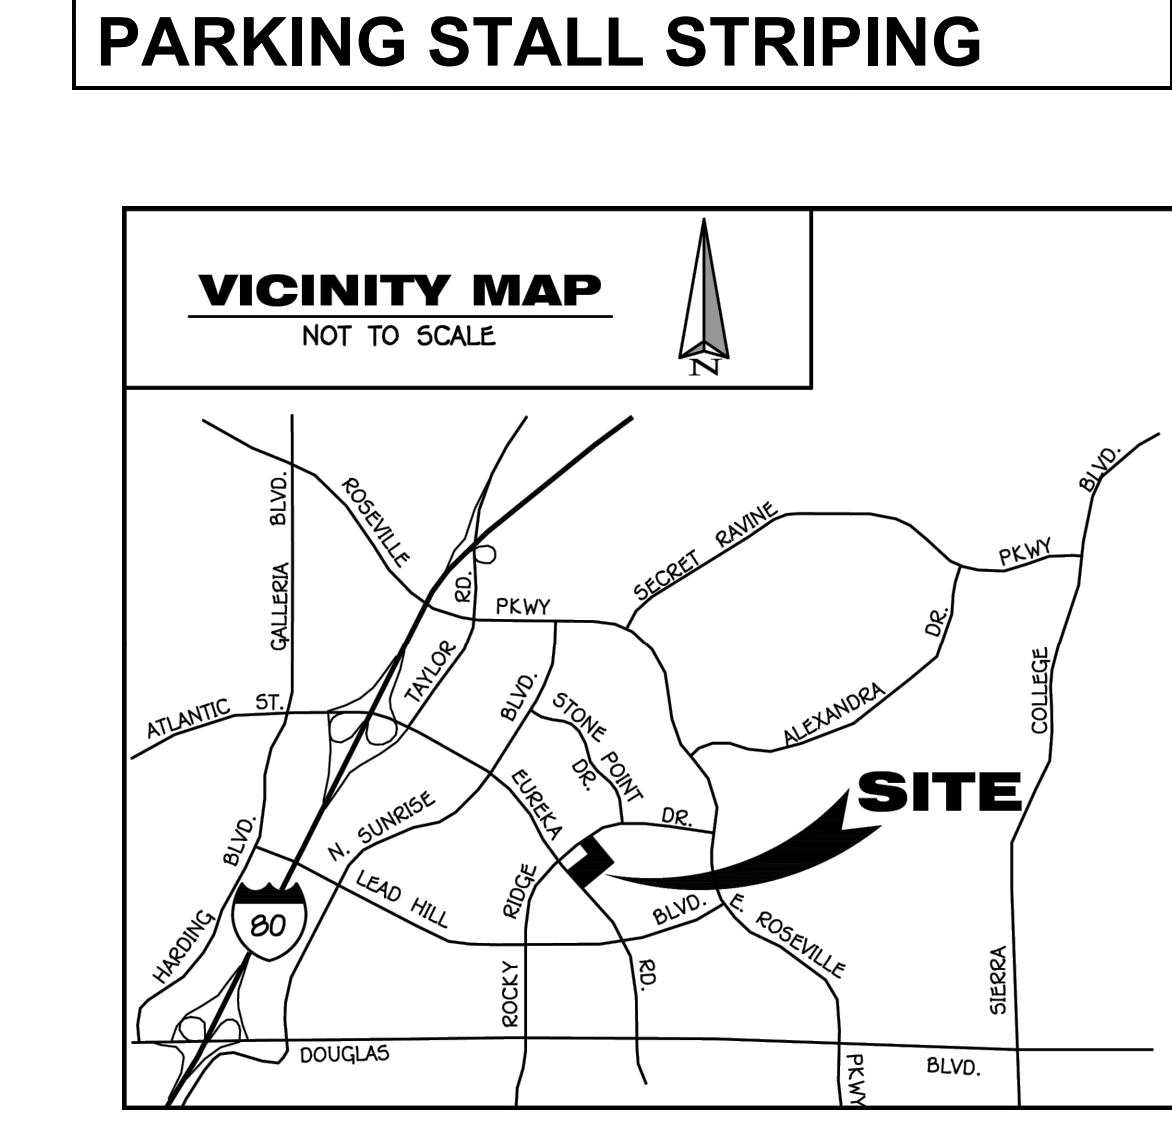 PARKING STALL STRIPING
VICINITY MAP
NOT TO SCALE
N
BLVD.
GALLERIA BLVD.
ROSEVILLE
SECRET RAVINE
PKWY
RD.
PKWY
DR.
TAYLOR
COLLEGE
ATLANTIC ST.
BLVD.
STONE POINT
DR.
ALEXANDRA
EUREKA
SITE
N. SUNRISE
DR.
BLVD.
LEAD HILL
RIDGE
BLVD.
E. ROSEVILLE
80
HARDING
ROCKY
RD.
SIERRA
DOUGLAS
BLVD.
PKWY